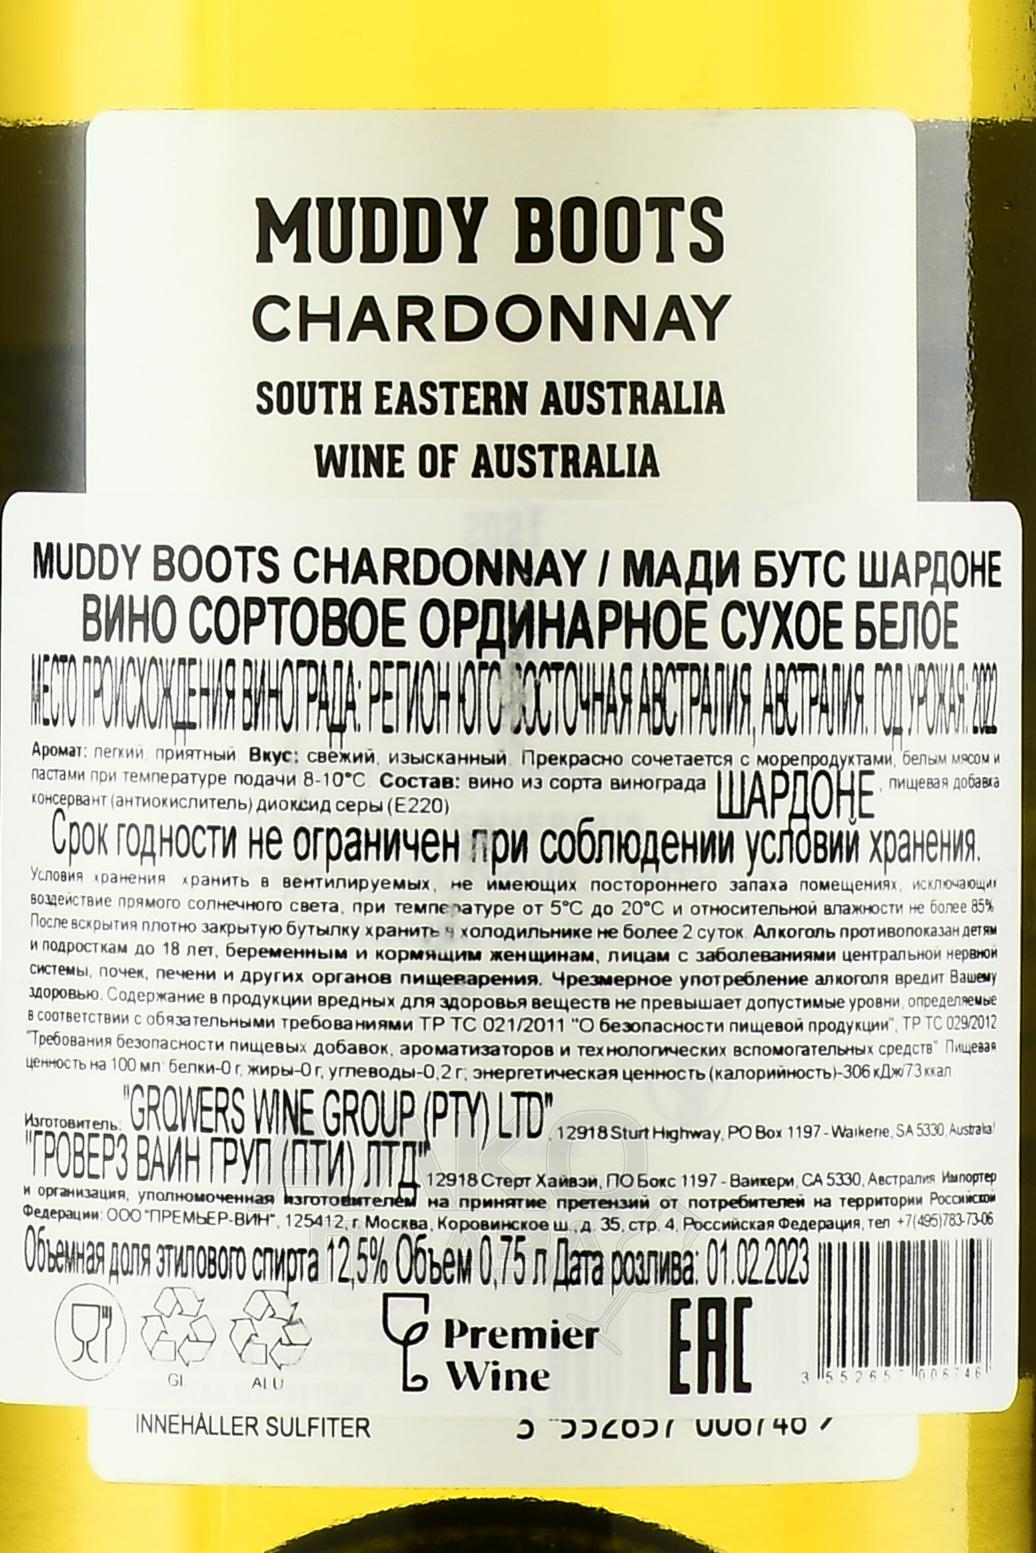 MUDDY BOOTS
CHARDONNAY
SOUTH EASTERN AUSTRALIA
WINE OF AUSTRALIA
MUDDY BOOTS CHARDONNAY / МАДИ БУТС ШАРДОНЕ
ВИНО СОРТОВОЕ ОРДИНАРНОЕ СУХОЕ БЕЛОЕ
МЕСТО ПРОИСХОЖДЕНИЯ ВИНОГРАДА: РЕГИОН ЮГО-ВОСТОЧНАЯ АВСТРАЛИЯ, АВСТРАЛИЯ. ГОД УРОЖАЯ: 2022
Аромат: легкий, приятный Вкус: свежий, изысканный. Прекрасно сочетается с морепродуктами, белым мясом и
пастами при температуре подачи 8-10°С. Состав: вино из сорта винограда ШАРДОНЕ, пищевая добавка
консервант (антиокислитель) диоксид серы (Е220)
Срок годности не ограничен при соблюдении условий хранения.
Условия хранения хранить в вентилируемых, не имеющих постороннего запаха помещениях, исключающих
воздействие прямого солнечного света, при температуре от 5°С до 20°С и относительной влажности не более 85%
После вскрытия плотно закрытую бутылку хранить в холодильнике не более 2 суток. Алкоголь противопоказан детям
и подросткам до 18 лет, беременным и кормящим женщинам, лицам с заболеваниями центральной нервной
системы, почек, печени и других органов пищеварения. Чрезмерное употребление алкоголя вредит Вашему
здоровью. Содержание в продукции вредных для здоровья веществ не превышает допустимые уровни, определяемые
в соответствии с обязательными требованиями ТР ТС 021/2011 "О безопасности пищевой продукции", ТР ТС 029/2012
"Требования безопасности пищевых добавок, ароматизаторов и технологических вспомогательных средств" Пищевая
ценность на 100 мл: белки-0 г, жиры-0 г, углеводы-0,2 г; энергетическая ценность (калорийность)-306 кДж/73 ккал
Изготовитель: "GROWERS WINE GROUP (PTY) LTD", 12918 Sturt Highway, PO Box 1197 - Waikerie, SA 5330, Australia/
"ГРОВЕРЗ ВАИН ГРУП (ПТИ) ЛТД" 12918 Стерт Хайвэй, ПО Бокс 1197 - Вайкери, СА 5330, Австралия Импортер
и организация, уполномоченная изготовителем на принятие претензий от потребителей на территории Российской
Федерации: ООО "ПРЕМЬЕР-ВИН", 125412, г. Москва, Коровинское ш., д. 35, стр. 4, Российская Федерация, тел +7(495)783-73-06
Объемная доля этилового спирта 12,5% Объем 0,75 л Дата розлива: 01.02.2023
GL
ALU
Premier
Wine
EAC
3 552657 006746
INNEHÅLLER SULFITER
3 552657 006746 >